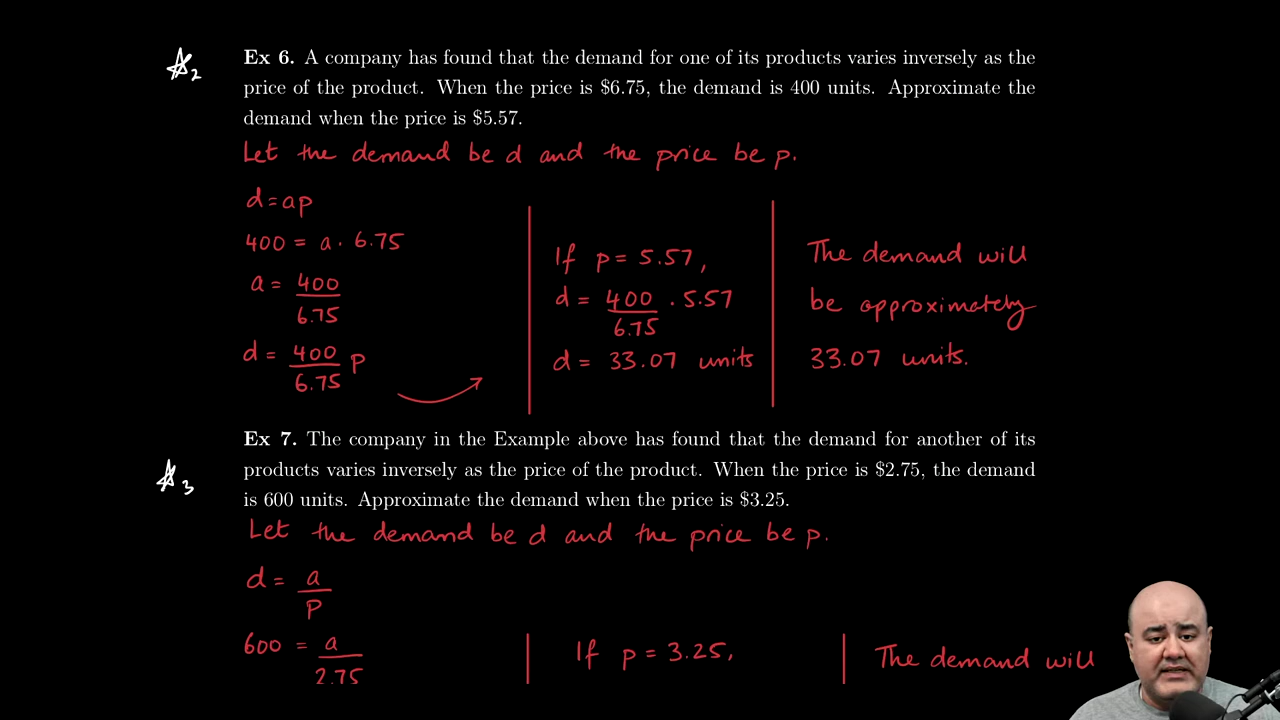 A2
Ex 6. A company has found that the demand for one of its products varies inversely as the
price of the product. When the price is $6.75, the demand is 400 units. Approximate the
demand when the price is $5.57.
Let the demand be d and the price be p.
d = ap
400 = a · 6.75
a = 400/6.75
d = 400/6.75 p
If p = 5.57,
d = 400/6.75 · 5.57
d = 33.07 units
The demand will
be approximately
33.07 units.
A3
Ex 7. The company in the Example above has found that the demand for another of its
products varies inversely as the price of the product. When the price is $2.75, the demand
is 600 units. Approximate the demand when the price is $3.25.
Let the demand be d and the price be p.
d = a/p
600 = a/2.75
If p = 3.25,
The demand will